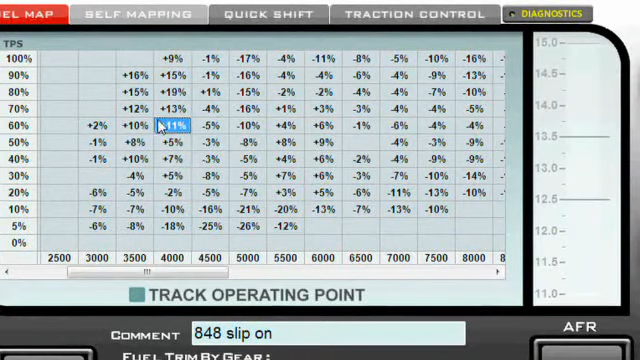 EL MAP SELF MAPPING QUICK SHIFT TRACTION CONTROL DIAGNOSTICS
TPS
100% +9% -1% -17% -4% -11% -8% -5% -10% -16%
90% +16% +15% -1% -16% -4% -4% -6% -4% -9% -13%
80% +15% +19% +1% -15% -2% -2% -4% -4% -7% -10%
70% +12% +13% -4% -16% +1% +3% -3% -4% -4% -5%
60% +2% +10% 11% -5% -10% +4% +6% -1% -6% -4% -4%
50% -1% +8% +5% -3% -8% +8% +9% -4% -3% -9%
40% -1% +10% +7% -3% -5% +4% +6% -2% -4% -9% -9%
30% -4% +5% -8% -5% +6% +3% -3% -7% -10% -14%
20% -6% -5% -2% -5% -7% +3% +5% -6% -11% -13% -10%
10% -7% -7% -10% -16% -21% -20% -13% -7% -13% -10%
5% -6% -8% -18% -25% -26% -12%
0%
2500 3000 3500 4000 4500 5000 5500 6000 6500 7000 7500 8000
TRACK OPERATING POINT
15.0
14.5
14.0
13.5
13.0
12.5
12.0
11.5
11.0
COMMENT 848 slip on
AFR
FUEL TRIM BY GEAR: